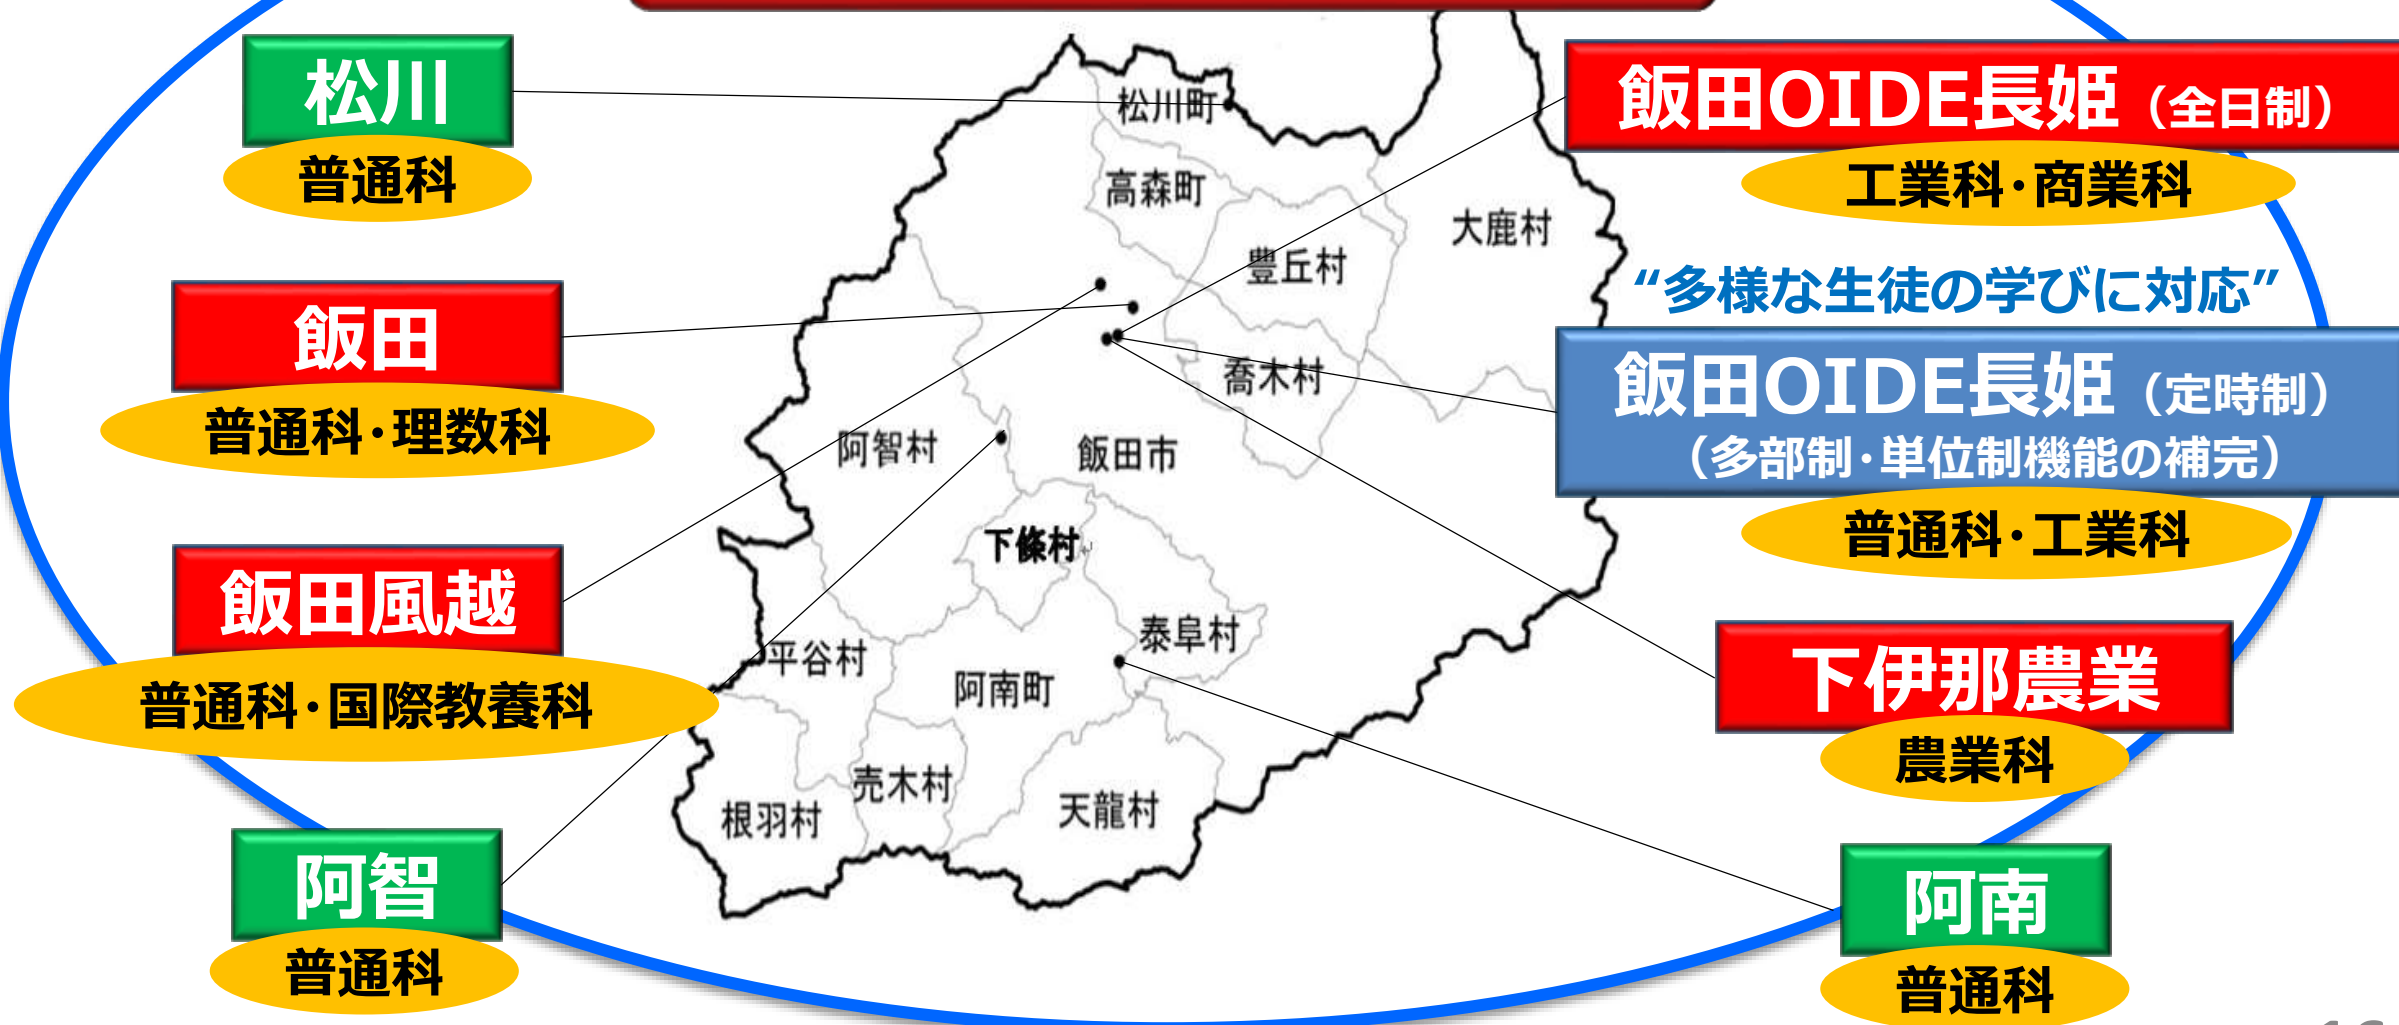 松川
普通科
飯田
普通科・理数科
飯田風越
普通科・国際教養科
阿智
普通科
松川町
高森町
豊丘村
大鹿村
喬木村
阿智村
飯田市
下條村
泰阜村
平谷村
阿南町
売木村
根羽村
天龍村
飯田OIDE長姫（全日制）
工業科・商業科
“多様な生徒の学びに対応”
飯田OIDE長姫（定時制）
（多部制・単位制機能の補完）
普通科・工業科
下伊那農業
農業科
阿南
普通科